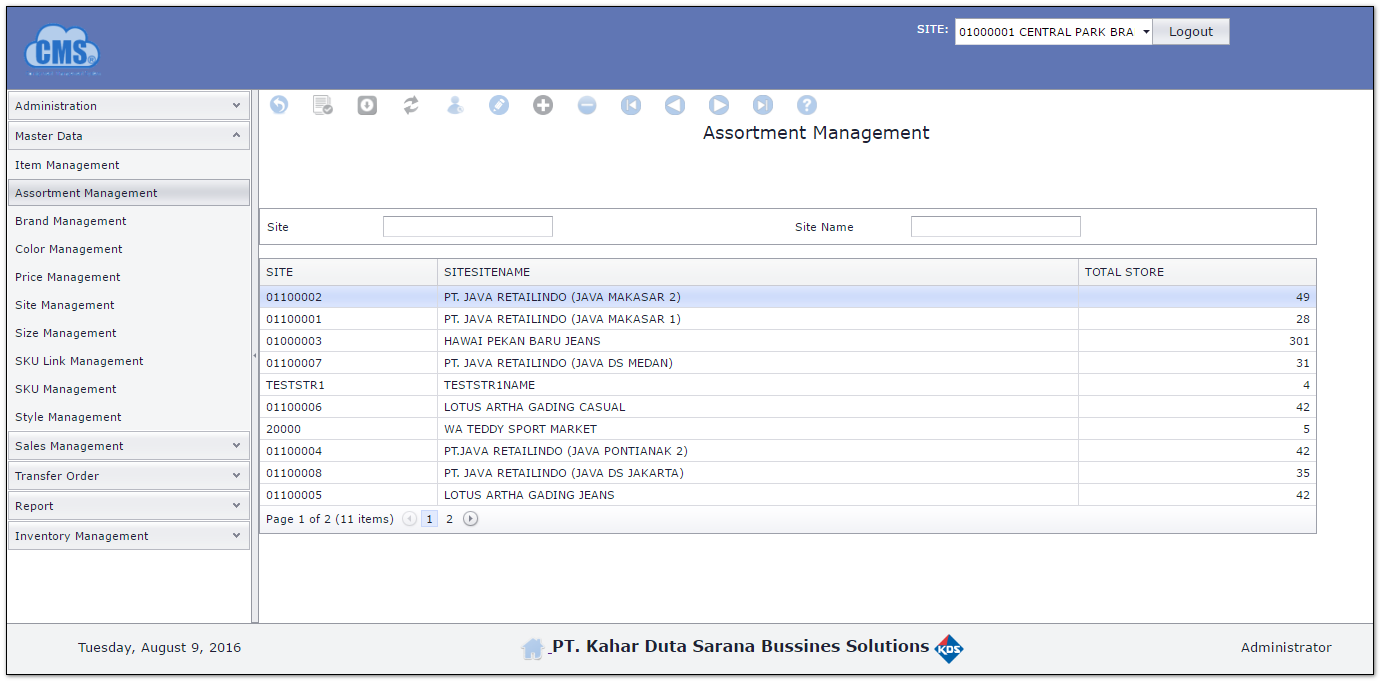 CMS®
SITE: 01000001 CENTRAL PARK BRA Logout
Administration
Master Data
Item Management
Assortment Management
Brand Management
Color Management
Price Management
Site Management
Size Management
SKU Link Management
SKU Management
Style Management
Sales Management
Transfer Order
Report
Inventory Management
Assortment Management
Site Site Name
SITE SITESITENAME TOTAL STORE
01100002 PT. JAVA RETAILINDO (JAVA MAKASAR 2) 49
01100001 PT. JAVA RETAILINDO (JAVA MAKASAR 1) 28
01000003 HAWAI PEKAN BARU JEANS 301
01100007 PT. JAVA RETAILINDO (JAVA DS MEDAN) 31
TESTSTR1 TESTSTR1NAME 4
01100006 LOTUS ARTHA GADING CASUAL 42
20000 WA TEDDY SPORT MARKET 5
01100004 PT.JAVA RETAILINDO (JAVA PONTIANAK 2) 42
01100008 PT. JAVA RETAILINDO (JAVA DS JAKARTA) 35
01100005 LOTUS ARTHA GADING JEANS 42
Page 1 of 2 (11 items) 1 2
Tuesday, August 9, 2016 PT. Kahar Duta Sarana Bussines Solutions KDS Administrator